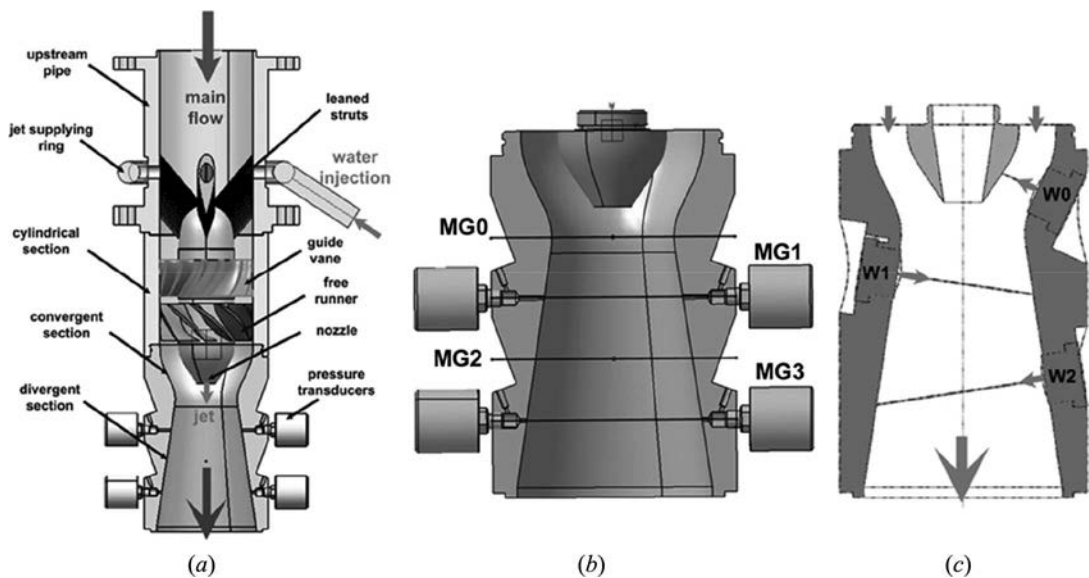 upstream
pipe
main
flow
leaned
struts
jet supplying
ring
water
injection
cylindrical
section
guide
vane
free
runner
convergent
section
nozzle
divergent
section
pressure
transducers
jet
(a)
MG0
MG1
MG2
MG3
(b)
W0
W1
W2
(c)